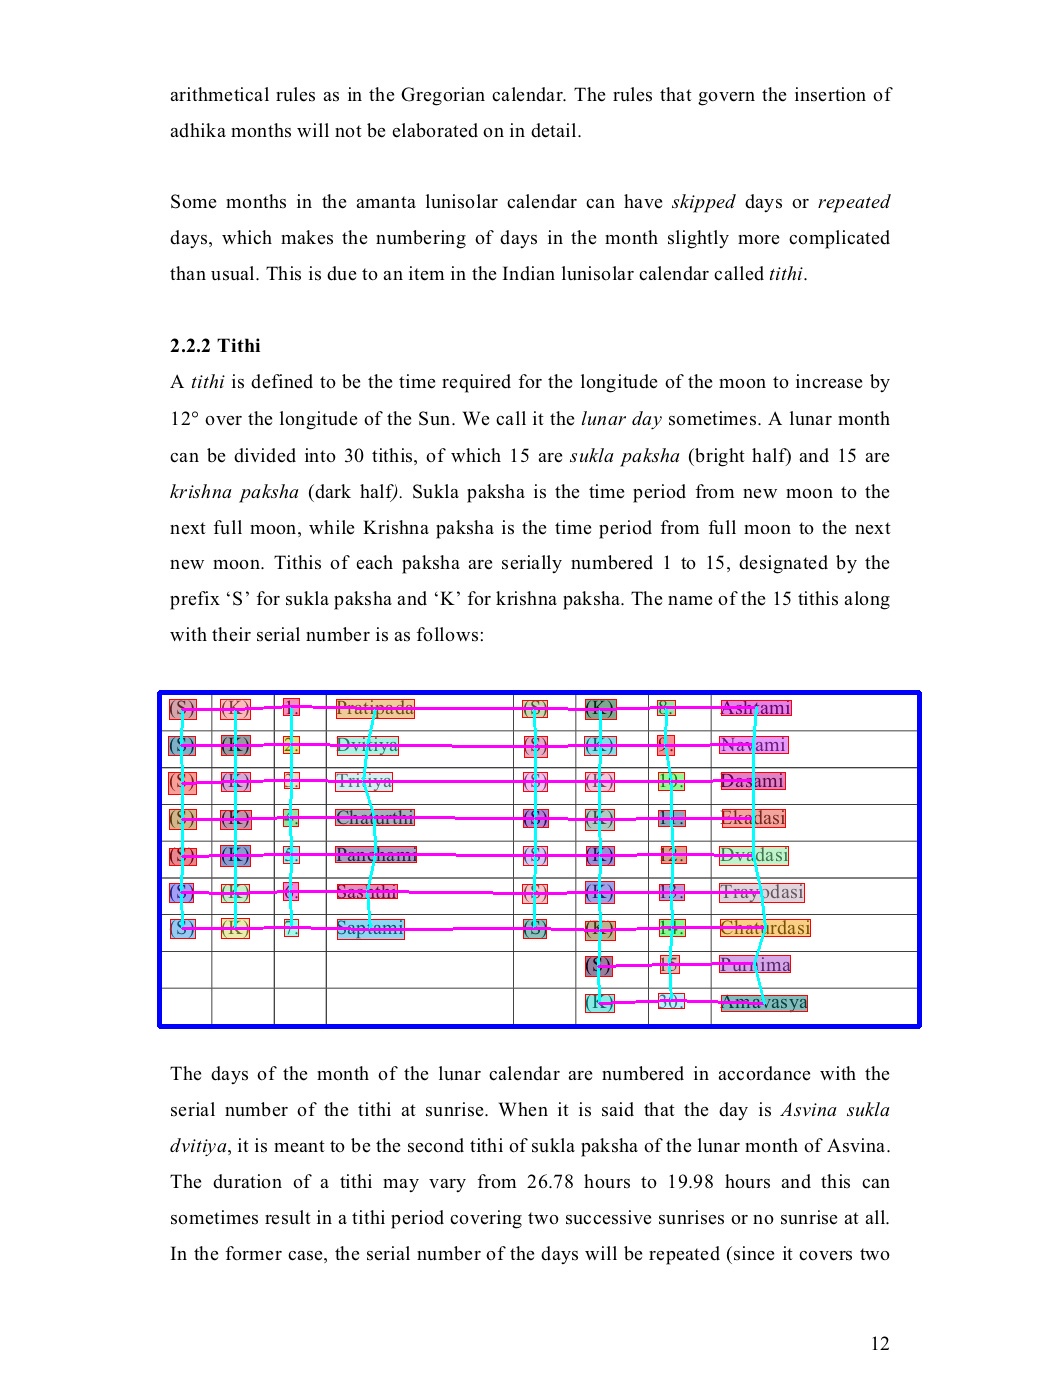 arithmetical rules as in the Gregorian calendar. The rules that govern the insertion of
adhika months will not be elaborated on in detail.
Some months in the amanta lunisolar calendar can have skipped days or repeated
days, which makes the numbering of days in the month slightly more complicated
than usual. This is due to an item in the Indian lunisolar calendar called tithi.
2.2.2 Tithi
A tithi is defined to be the time required for the longitude of the moon to increase by
12° over the longitude of the Sun. We call it the lunar day sometimes. A lunar month
can be divided into 30 tithis, of which 15 are sukla paksha (bright half) and 15 are
krishna paksha (dark half). Sukla paksha is the time period from new moon to the
next full moon, while Krishna paksha is the time period from full moon to the next
new moon. Tithis of each paksha are serially numbered 1 to 15, designated by the
prefix ‘S’ for sukla paksha and ‘K’ for krishna paksha. The name of the 15 tithis along
with their serial number is as follows:
(S) (K) 1. Pratipada (S) (K) 8. Ashtami
(S) (K) 2. Dvitiya (S) (K) 9. Navami
(S) (K) 3. Tritiya (S) (K) 10. Dasami
(S) (K) 4. Chaturthi (S) (K) 11. Ekadasi
(S) (K) 5. Panchami (S) (K) 12. Dvadasi
(S) (K) 6. Sasthi (S) (K) 13. Trayodasi
(S) (K) 7. Saptami (S) (K) 14. Chaturdasi
(S) 15 Purnima
(K) 30. Amavasya
The days of the month of the lunar calendar are numbered in accordance with the
serial number of the tithi at sunrise. When it is said that the day is Asvina sukla
dvitiya, it is meant to be the second tithi of sukla paksha of the lunar month of Asvina.
The duration of a tithi may vary from 26.78 hours to 19.98 hours and this can
sometimes result in a tithi period covering two successive sunrises or no sunrise at all.
In the former case, the serial number of the days will be repeated (since it covers two
12